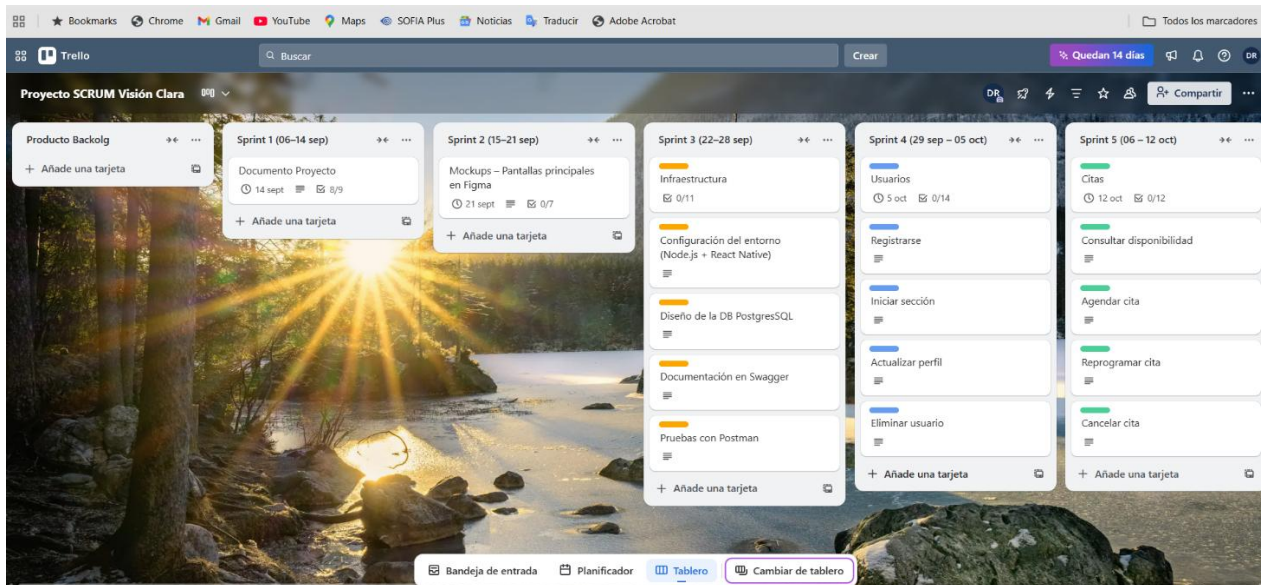 Bookmarks Chrome Gmail YouTube Maps SOFIA Plus Noticias Traducir Adobe Acrobat Todos los marcadores
Trello Buscar Crear Quedan 14 días DR
Proyecto SCRUM Visión Clara DR Compartir
Producto Backolg
+ Añade una tarjeta
Sprint 1 (06–14 sep)
Documento Proyecto
14 sept 8/9
+ Añade una tarjeta
Sprint 2 (15–21 sep)
Mockups – Pantallas principales
en Figma
21 sept 0/7
+ Añade una tarjeta
Sprint 3 (22–28 sep)
Infraestructura
0/11
Configuración del entorno
(Node.js + React Native)
Diseño de la DB PostgresSQL
Documentación en Swagger
Pruebas con Postman
+ Añade una tarjeta
Sprint 4 (29 sep – 05 oct)
Usuarios
5 oct 0/14
Registrarse
Iniciar sección
Actualizar perfil
Eliminar usuario
+ Añade una tarjeta
Sprint 5 (06 – 12 oct)
Citas
12 oct 0/12
Consultar disponibilidad
Agendar cita
Reprogramar cita
Cancelar cita
+ Añade una tarjeta
Bandeja de entrada Planificador Tablero Cambiar de tablero